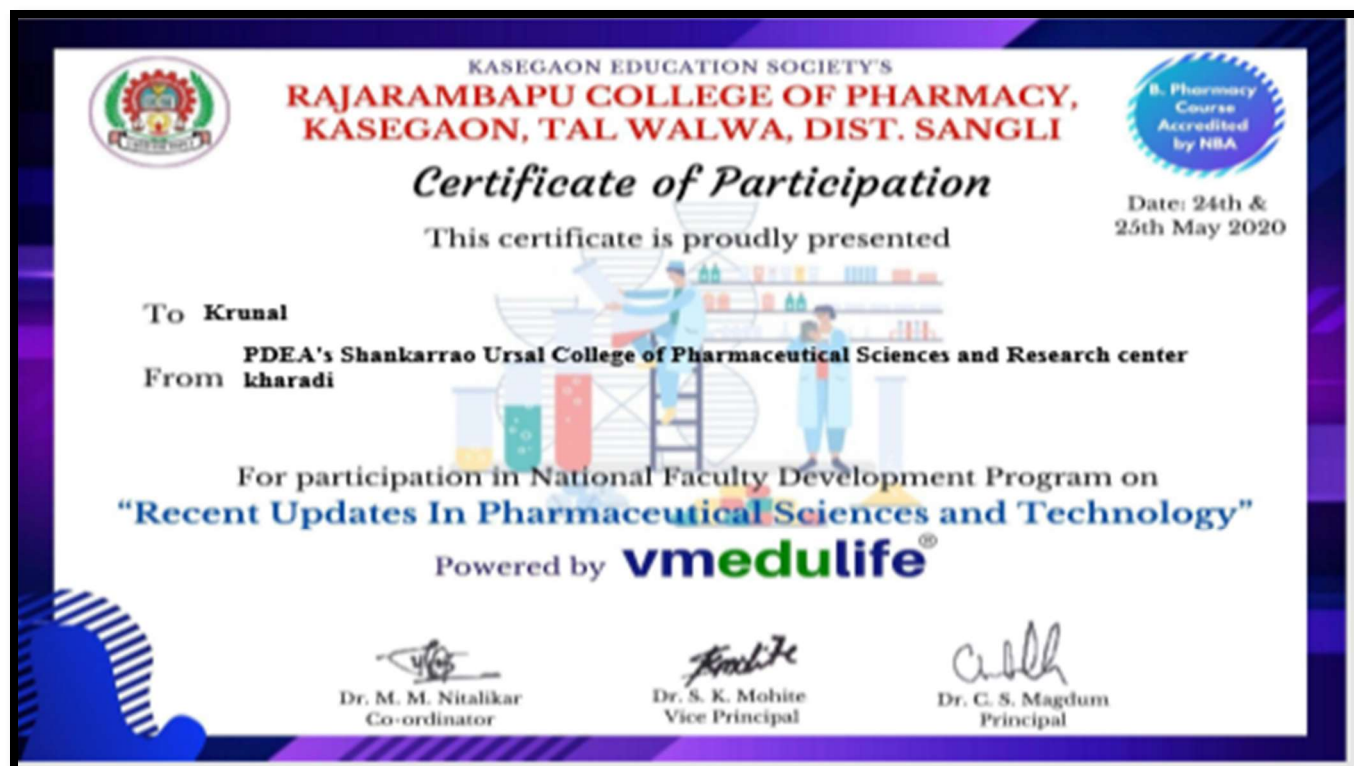 KASEGAON EDUCATION SOCIETY'S
RAJARAMBAPU COLLEGE OF PHARMACY,
KASEGAON, TAL WALWA, DIST. SANGLI
B. Pharmacy
Course
Accredited
by NBA
Certificate of Participation
Date: 24th &
25th May 2020
This certificate is proudly presented
To Krunal
PDEA's Shankarrao Ursal College of Pharmaceutical Sciences and Research center
From kharadi
For participation in National Faculty Development Program on
“Recent Updates In Pharmaceutical Sciences and Technology”
Powered by vmedulife®
Dr. M. M. Nitalikar
Co-ordinator
Dr. S. K. Mohite
Vice Principal
Dr. C. S. Magdum
Principal